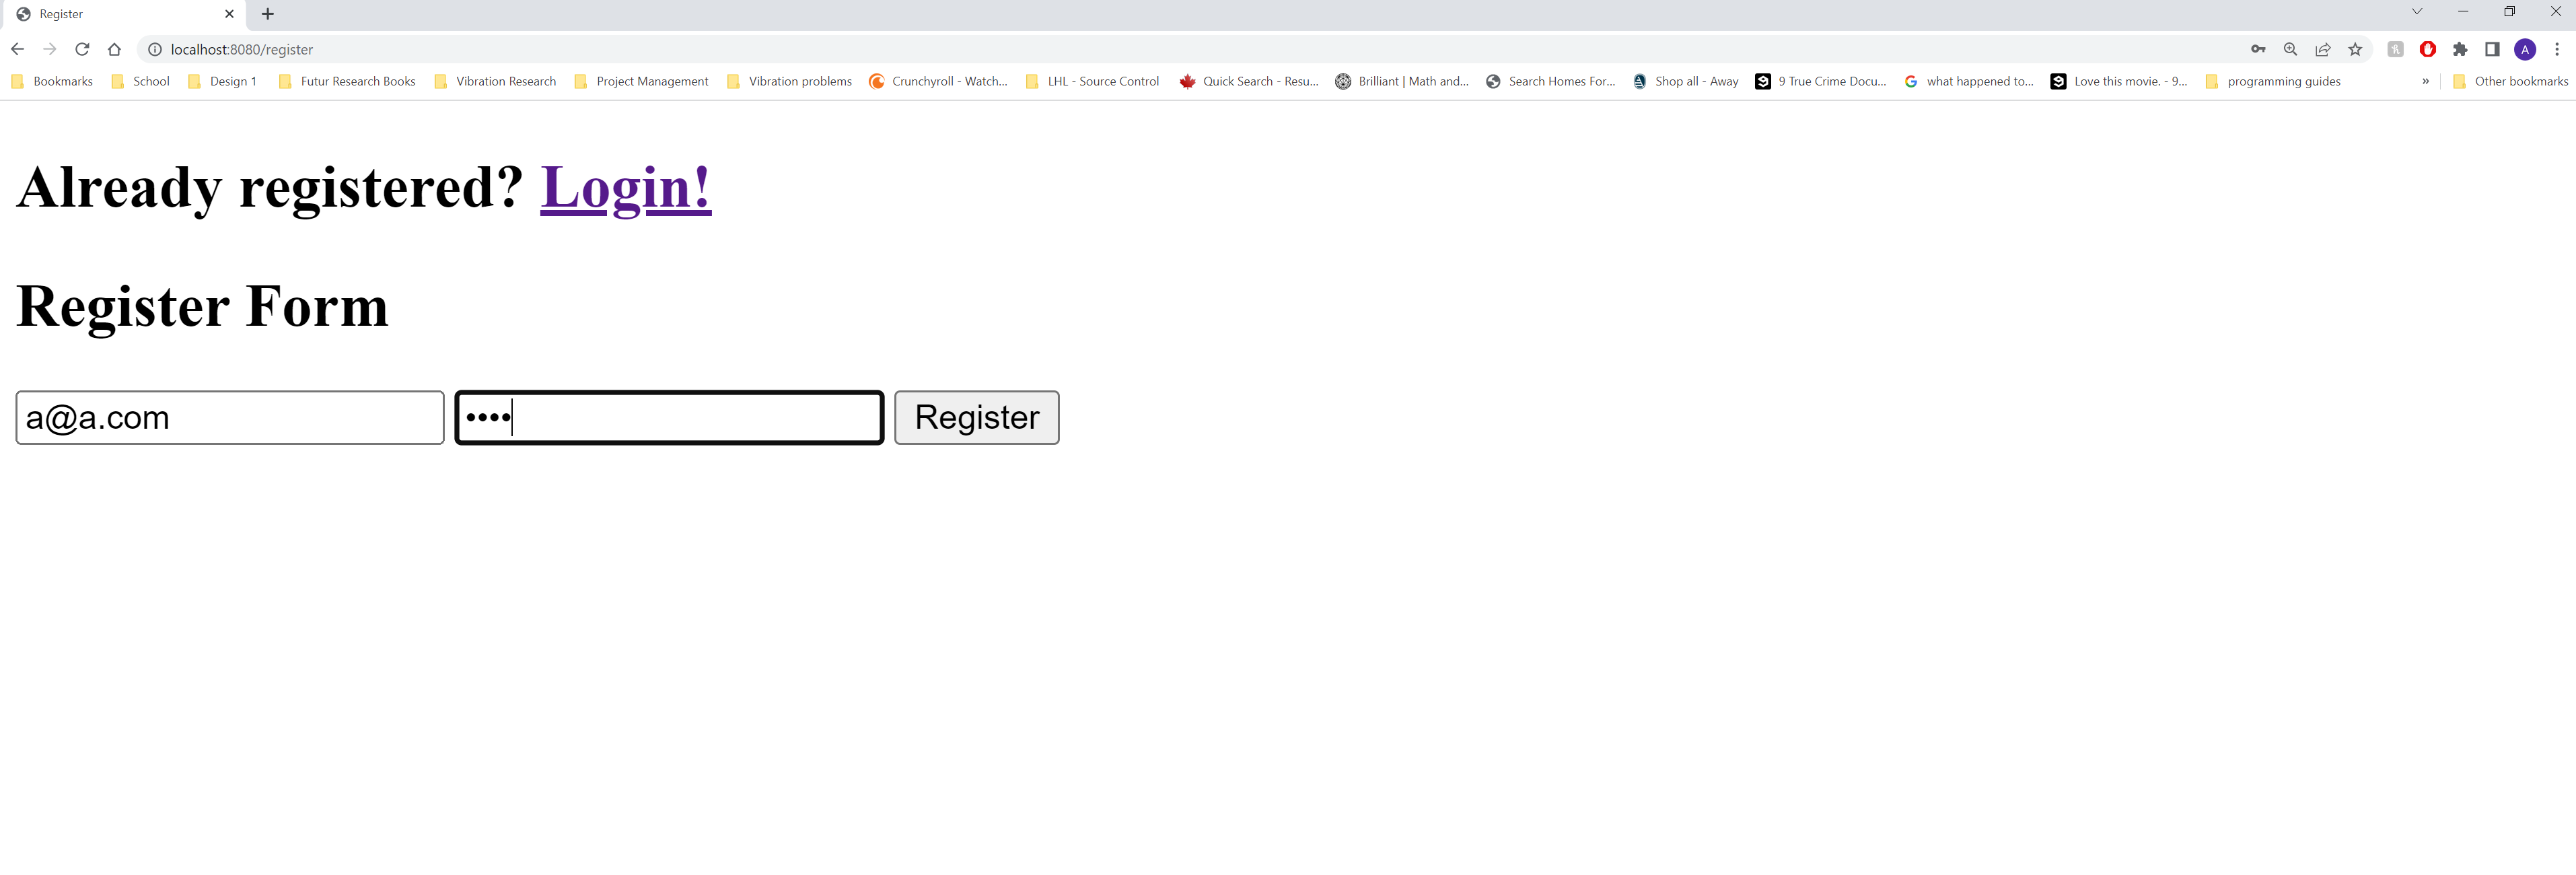 Register
localhost:8080/register
Bookmarks School Design 1 Futur Research Books Vibration Research Project Management Vibration problems Crunchyroll - Watch... LHL - Source Control Quick Search - Resu... Brilliant | Math and... Search Homes For... Shop all - Away 9 True Crime Docu... what happened to... Love this movie. - 9... programming guides » Other bookmarks
Already registered? Login!
Register Form
a@a.com •••• Register